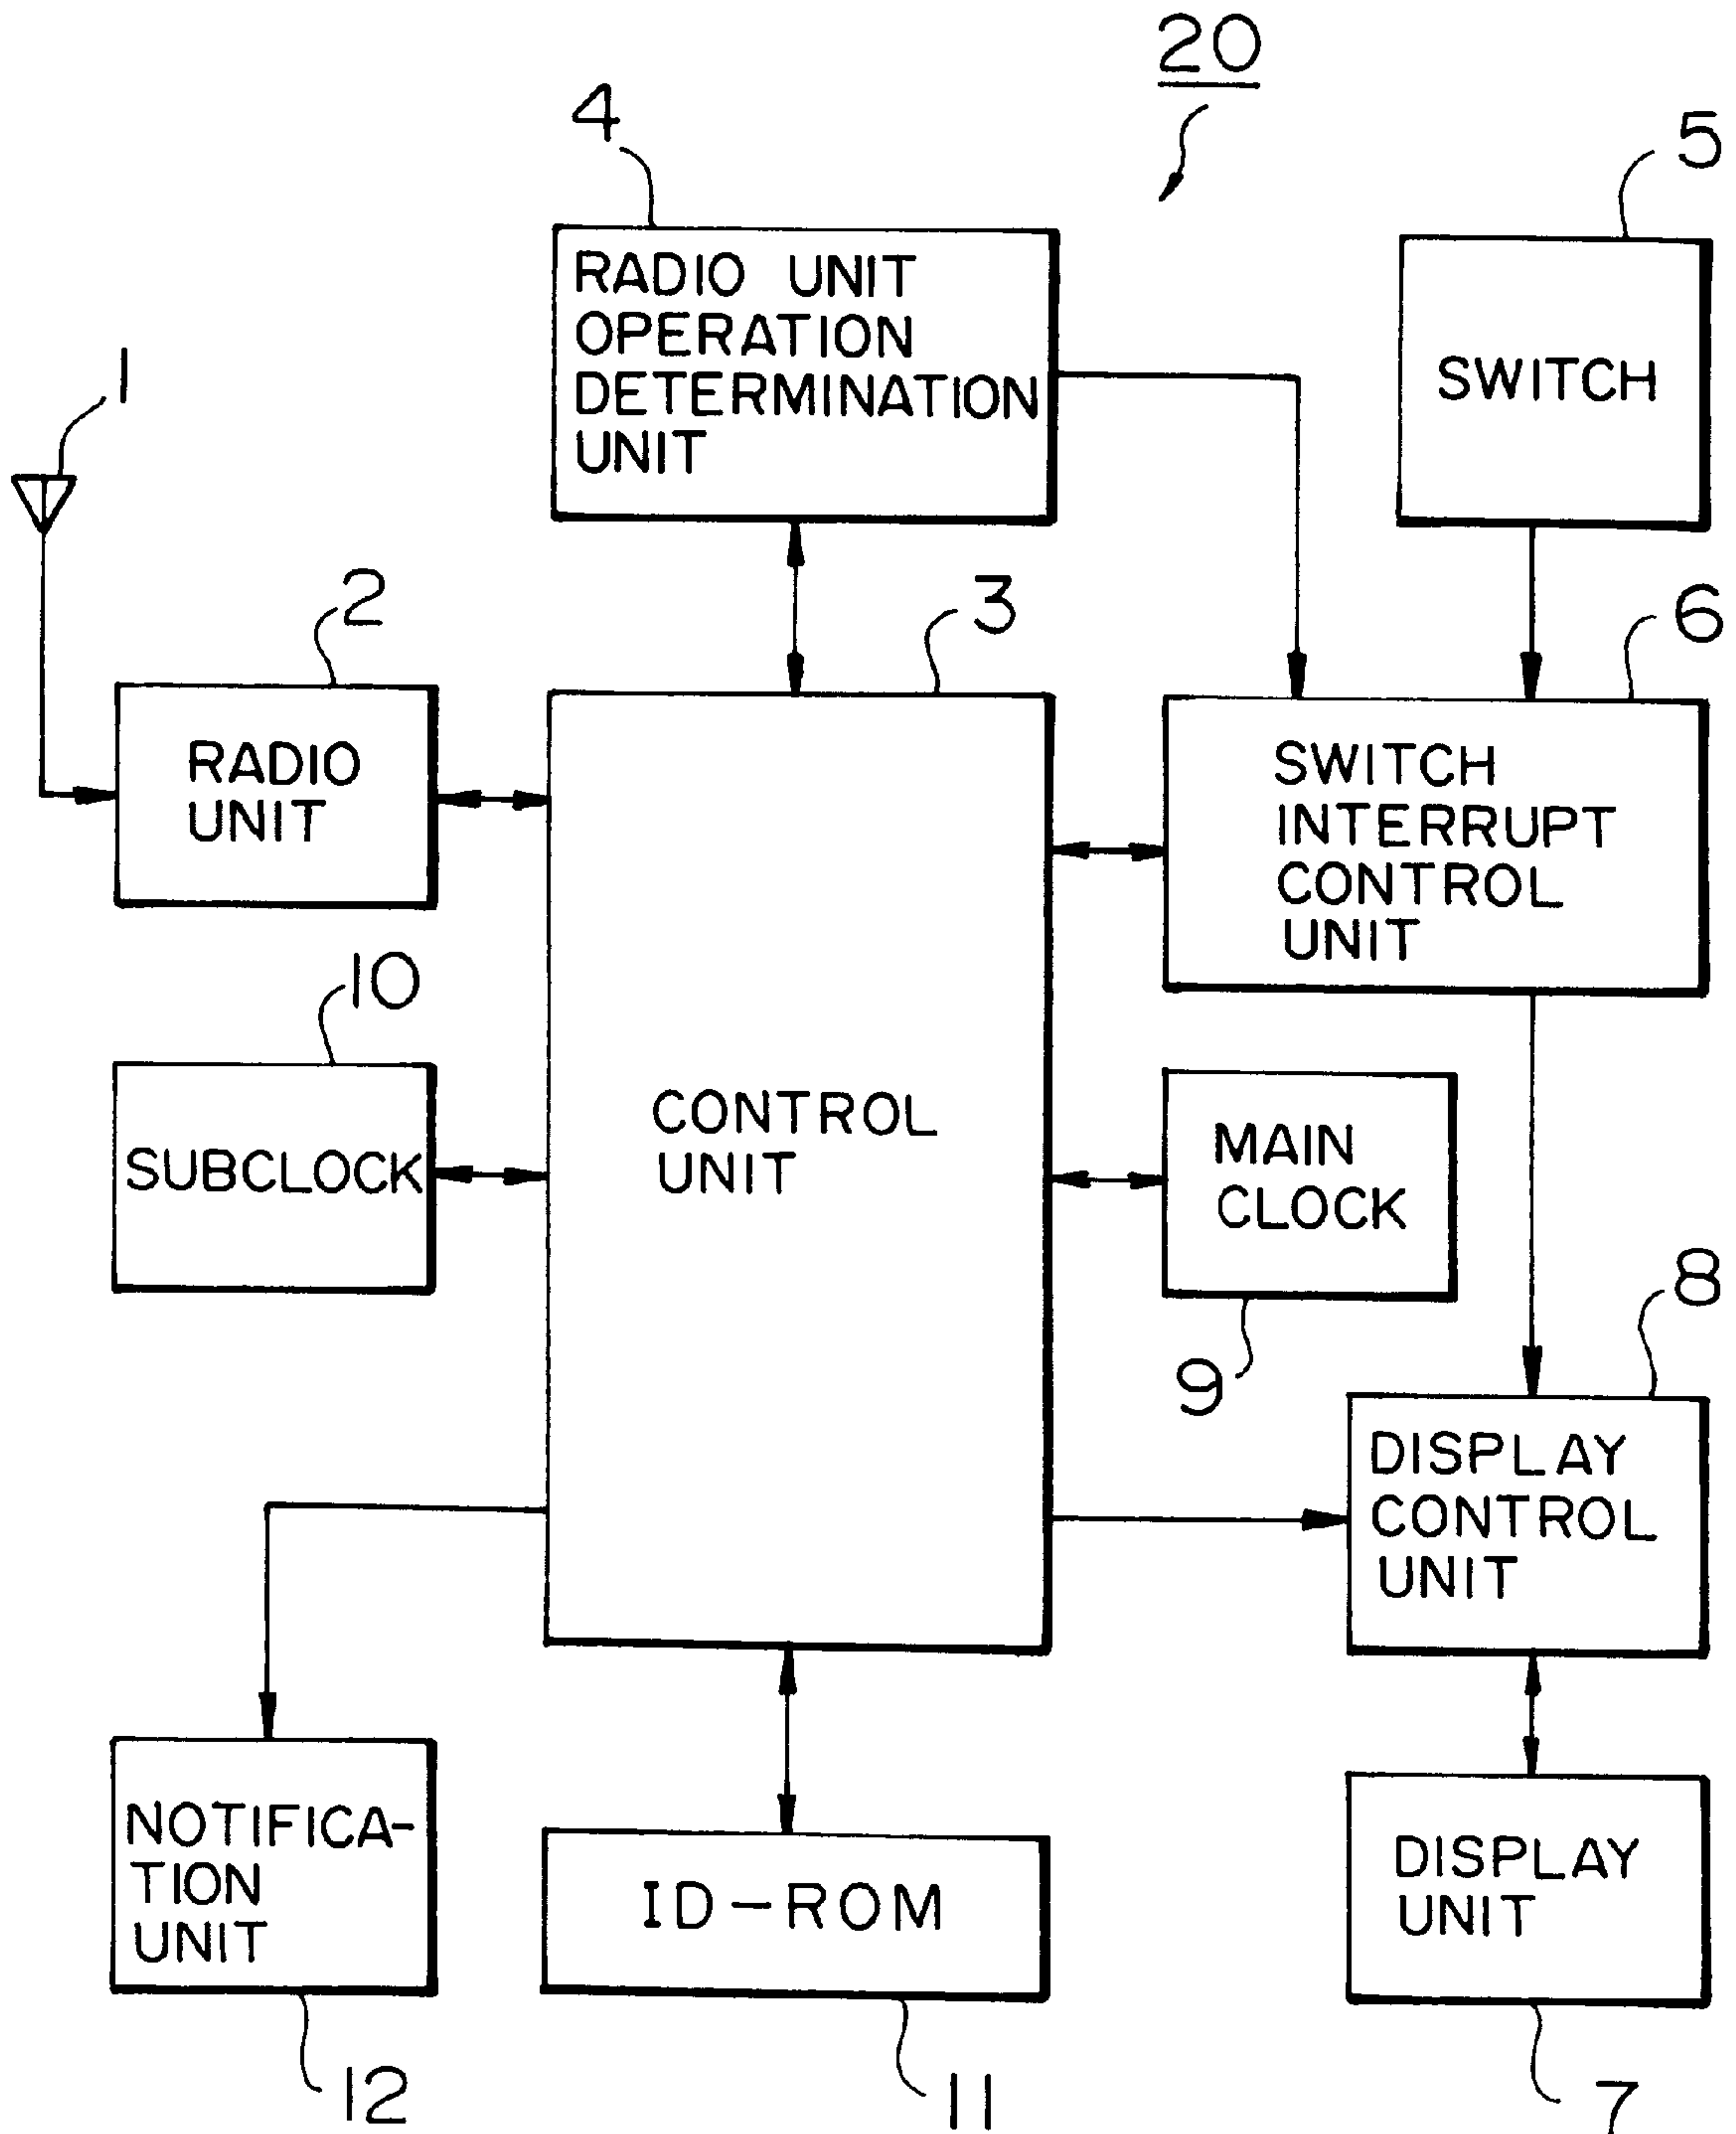 20
4
5
RADIO UNIT
OPERATION
DETERMINATION
UNIT
SWITCH
1
2
3
6
RADIO
UNIT
SWITCH
INTERRUPT
CONTROL
UNIT
10
SUBCLOCK
CONTROL
UNIT
MAIN
CLOCK
9
8
DISPLAY
CONTROL
UNIT
NOTIFICA-
TION
UNIT
ID-ROM
DISPLAY
UNIT
12
11
7